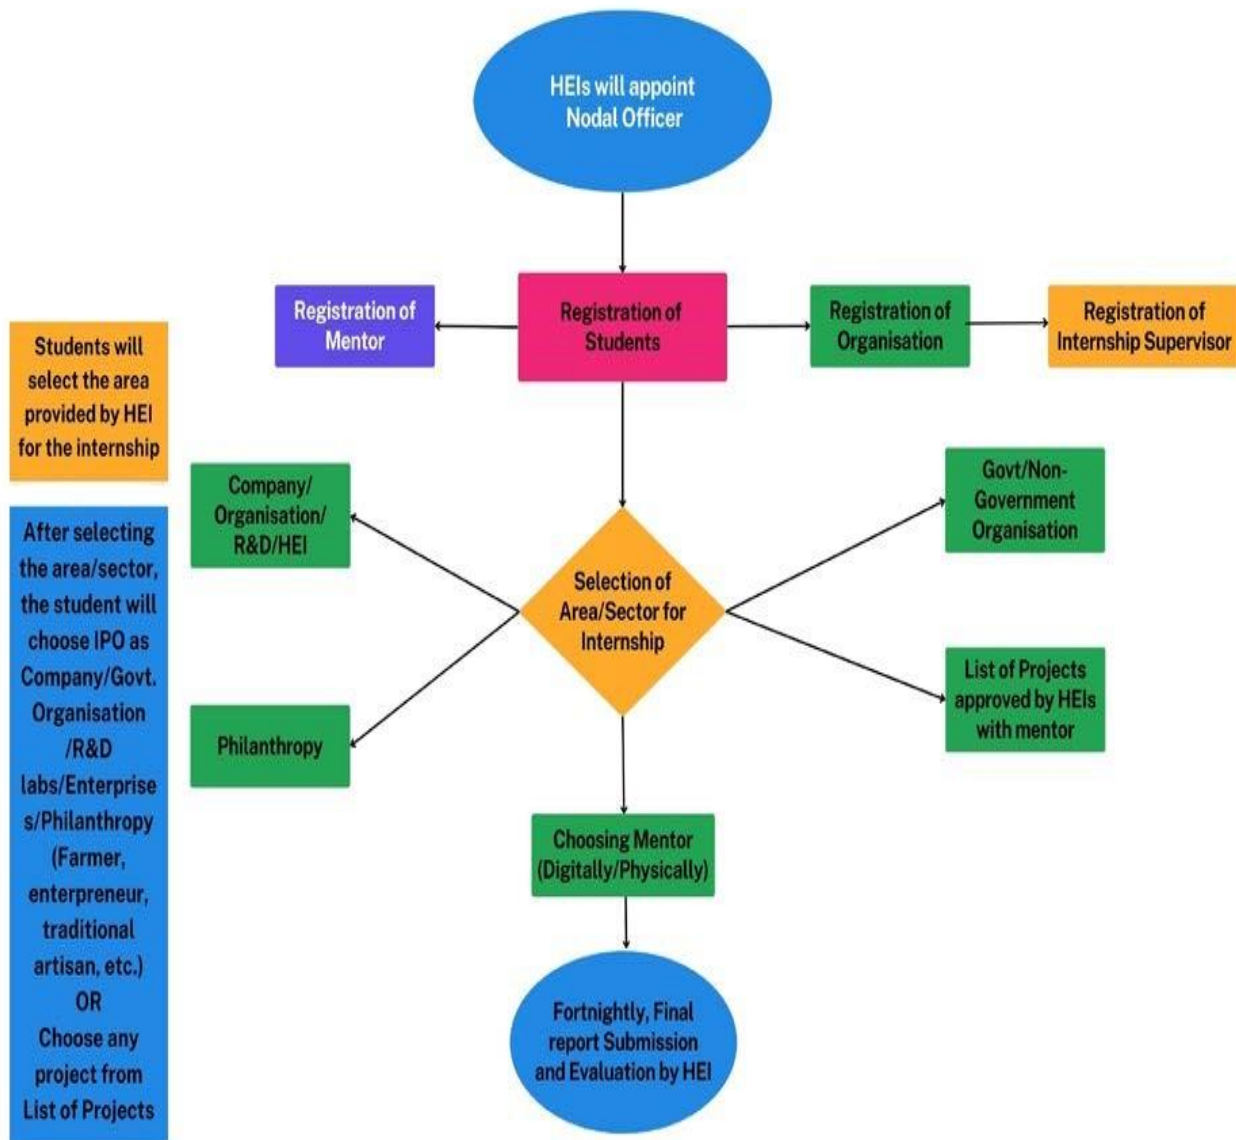 HEIs will appoint
Nodal Officer
Registration of
Mentor
Registration of
Students
Registration of
Organisation
Registration of
Internship Supervisor
Students will
select the area
provided by HEI
for the internship
Company/
Organisation/
R&D/HEI
Govt/Non-
Government
Organisation
After selecting
the area/sector,
the student will
choose IPO as
Company/Govt.
Organisation
/R&D
labs/Enterprise
s/Philanthropy
(Farmer,
enterpreneur,
traditional
artisan, etc.)
OR
Choose any
project from
List of Projects
Selection of
Area/Sector for
Internship
Philanthropy
List of Projects
approved by HEIs
with mentor
Choosing Mentor
(Digitally/Physically)
Fortnightly, Final
report Submission
and Evaluation by HEI